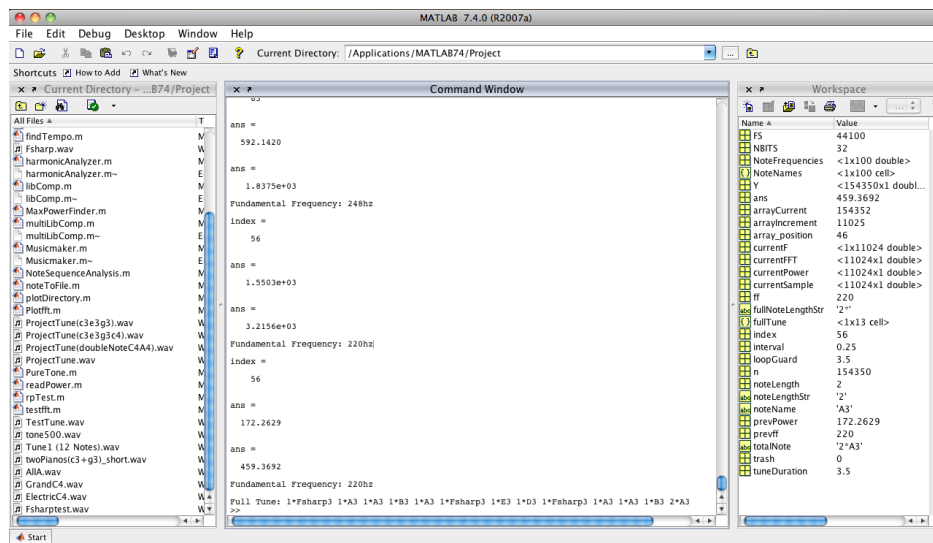 MATLAB 7.4.0 (R2007a)
File Edit Debug Desktop Window Help
Current Directory: /Applications/MATLAB74/Project
Shortcuts How to Add What's New
Current Directory – ...B74/Project
All Files T
findTempo.m M
Fsharp.wav W
harmonicAnalyzer.m M
harmonicAnalyzer.m~ E
libComp.m M
libComp.m~ E
MaxPowerFinder.m M
multiLibComp.m M
multiLibComp.m~ E
Musicmaker.m M
Musicmaker.m~ E
NoteSequenceAnalysis.m M
noteToFile.m M
plotDirectory.m M
Plotfft.m M
ProjectTune(c3e3g3).wav W
ProjectTune(c3e3g3c4).wav W
ProjectTune(doubleNoteC4A4).wav W
ProjectTune.wav W
PureTone.m M
readPower.m M
rpTest.m M
testfft.m M
TestTune.wav W
tone500.wav W
Tune1 (12 Notes).wav W
twoPianos(c3+g3)_short.wav W
AllA.wav W
GrandC4.wav W
ElectricC4.wav W
Fsharptest.wav W
Start
Command Window
63
ans =
592.1420
ans =
1.8375e+03
Fundamental Frequency: 248hz
index =
56
ans =
1.5503e+03
ans =
3.2156e+03
Fundamental Frequency: 220hz
index =
56
ans =
172.2629
ans =
459.3692
Fundamental Frequency: 220hz
Full Tune: 1*Fsharp3 1*A3 1*A3 1*B3 1*A3 1*Fsharp3 1*E3 1*D3 1*Fsharp3 1*A3 1*A3 1*B3 2*A3
>>
Workspace
Name Value
FS 44100
NBITS 32
NoteFrequencies <1x100 double>
NoteNames <1x100 cell>
Y <154350x1 doubl...
ans 459.3692
arrayCurrent 154352
arrayIncrement 11025
array_position 46
currentF <1x11024 double>
currentFFT <11024x1 double>
currentPower <11024x1 double>
currentSample <11024x1 double>
ff 220
fullNoteLengthStr '2*'
fullTune <1x13 cell>
index 56
interval 0.25
loopGuard 3.5
n 154350
noteLength 2
noteLengthStr '2'
noteName 'A3'
prevPower 172.2629
prevff 220
totalNote '2*A3'
trash 0
tuneDuration 3.5